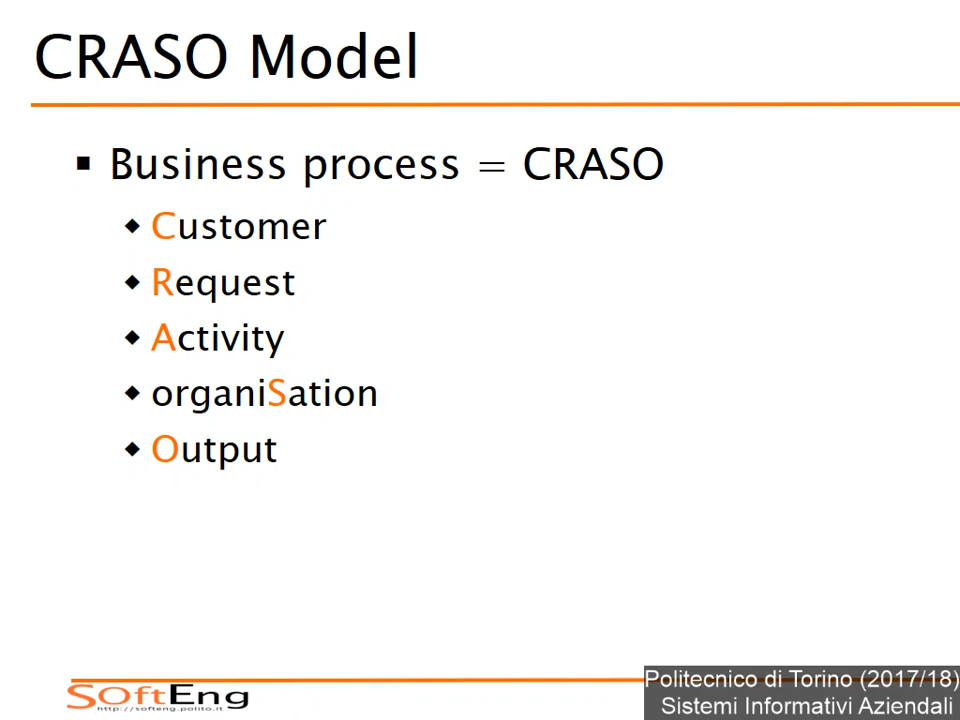 CRASO Model
Business process = CRASO
Customer
Request
Activity
organiSation
Output
SoftEng
http://softeng.polito.it
Politecnico di Torino (2017/18)
Sistemi Informativi Aziendali